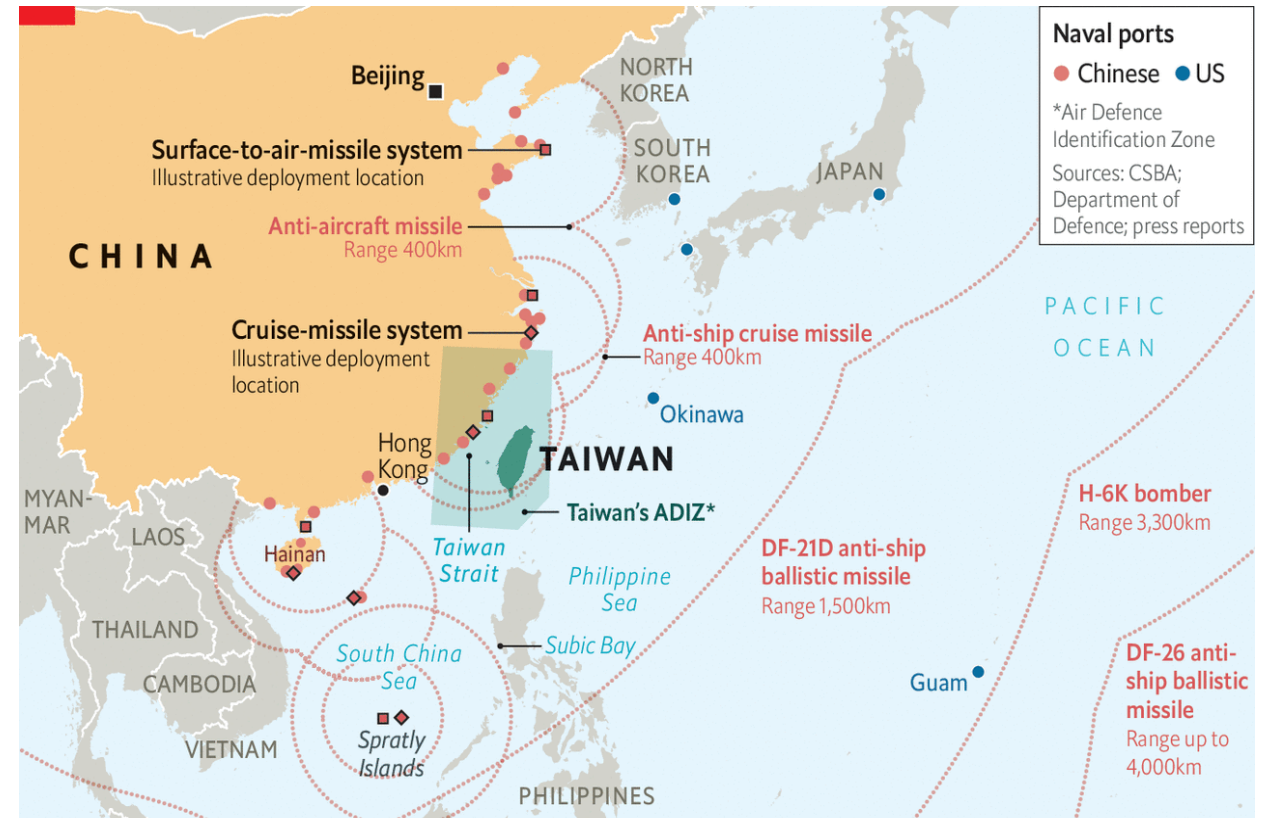 Naval ports
Chinese US
*Air Defence
Identification Zone
Sources: CSBA;
Department of
Defence; press reports
Beijing
NORTH
KOREA
SOUTH
KOREA
JAPAN
Surface-to-air-missile system
Illustrative deployment location
Anti-aircraft missile
Range 400km
CHINA
PACIFIC
OCEAN
Cruise-missile system
Illustrative deployment
location
Anti-ship cruise missile
Range 400km
Okinawa
Hong
Kong
TAIWAN
Taiwan's ADIZ*
MYAN-
MAR
LAOS
Hainan
Taiwan
Strait
Philippine
Sea
DF-21D anti-ship
ballistic missile
Range 1,500km
H-6K bomber
Range 3,300km
THAILAND
South China
Sea
Subic Bay
CAMBODIA
Guam
DF-26 anti-
ship ballistic
missile
Range up to
4,000km
VIETNAM
Spratly
Islands
PHILIPPINES